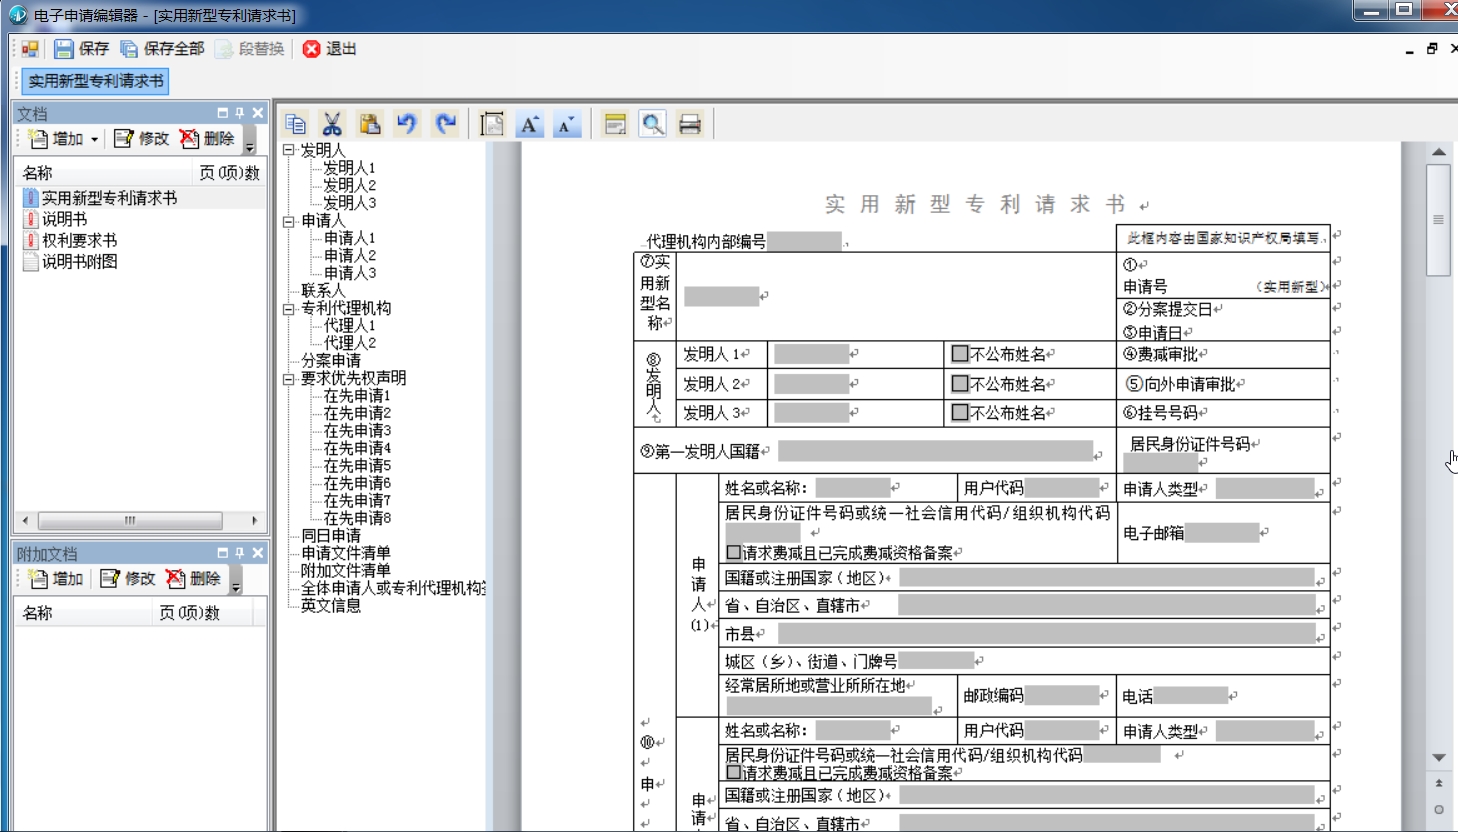 电子申请编辑器 - [实用新型专利请求书]
保存 保存全部 段替换 退出
实用新型专利请求书
文档
增加 修改 删除
名称 页(项)数
实用新型专利请求书
说明书
权利要求书
说明书附图
附加文档
增加 修改 删除
名称 页(项)数
发明人
发明人1
发明人2
发明人3
申请人
申请人1
申请人2
申请人3
联系人
专利代理机构
代理人1
代理人2
分案申请
要求优先权声明
在先申请1
在先申请2
在先申请3
在先申请4
在先申请5
在先申请6
在先申请7
在先申请8
同日申请
申请文件清单
附加文件清单
全体申请人或专利代理机构
英文信息
实用新型专利请求书
代理机构内部编号 此框内容由国家知识产权局填写
⑦实用新型名称
①
申请号 (实用新型)
②分案提交日
③申请日
⑧发明人
发明人 1 不公布姓名 ④费减审批
发明人 2 不公布姓名 ⑤向外申请审批
发明人 3 不公布姓名 ⑥挂号号码
⑨第一发明人国籍 居民身份证件号码
⑩申
申请人(1)
姓名或名称: 用户代码 申请人类型
居民身份证件号码或统一社会信用代码/组织机构代码
请求费减且已完成费减资格备案
电子邮箱
国籍或注册国家(地区)
省、自治区、直辖市
市县
城区(乡)、街道、门牌号
经常居所地或营业所所在地 邮政编码 电话
申请
姓名或名称: 用户代码 申请人类型
居民身份证件号码或统一社会信用代码/组织机构代码
请求费减且已完成费减资格备案
国籍或注册国家(地区)
省、自治区、直辖市